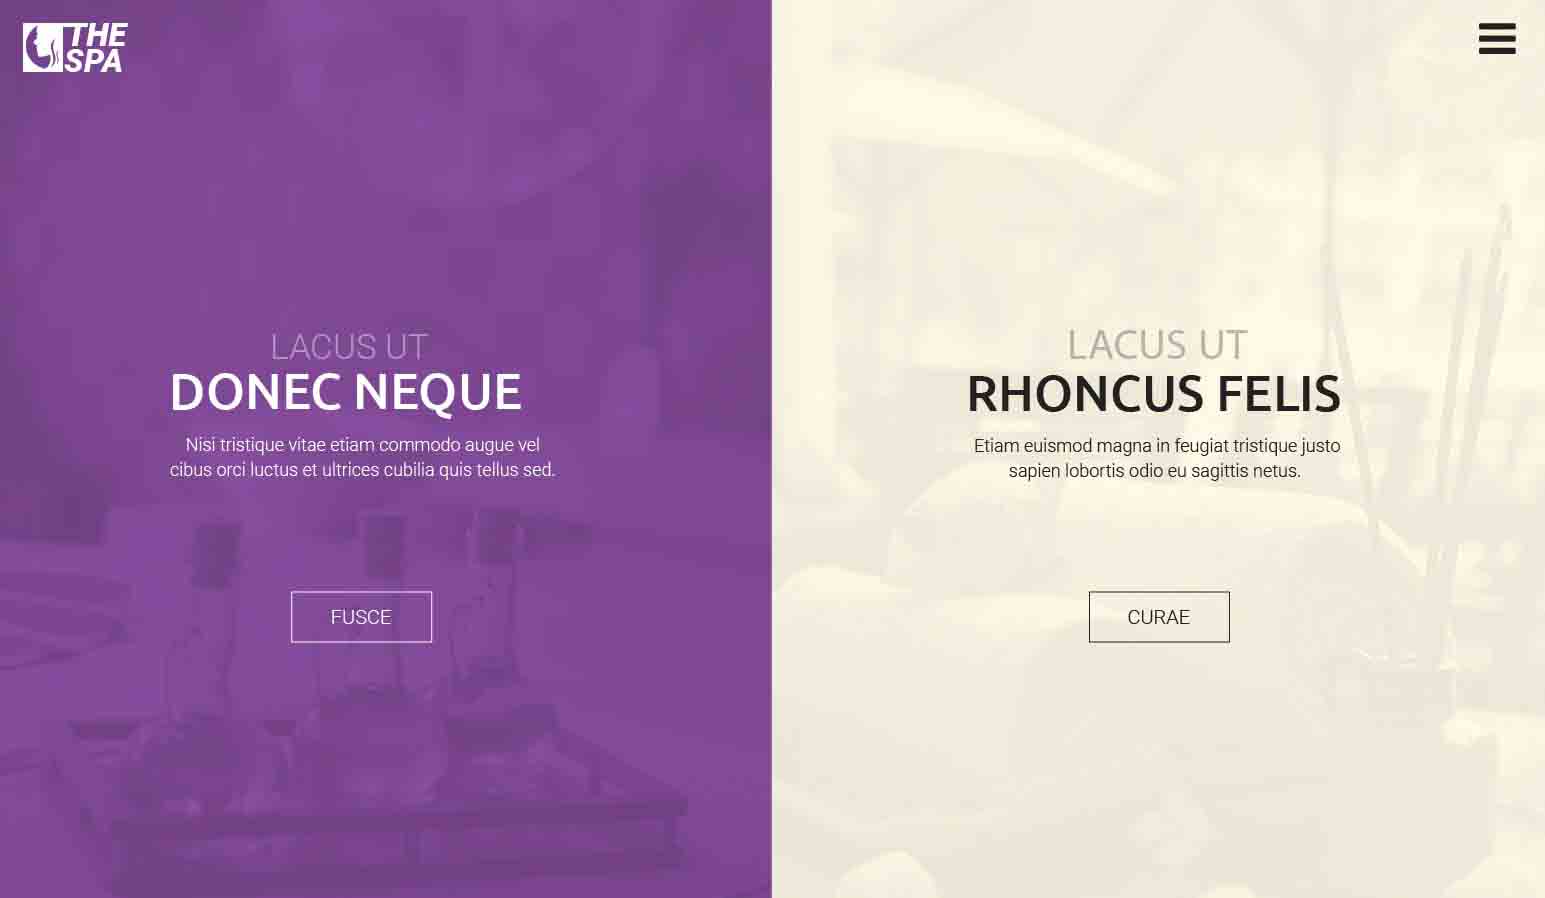 THE
SPA
LACUS UT
DONEC NEQUE
Nisi tristique vitae etiam commodo augue vel
cibus orci luctus et ultrices cubilia quis tellus sed.
FUSCE
LACUS UT
RHONCUS FELIS
Etiam euismod magna in feugiat tristique justo
sapien lobortis odio eu sagittis netus.
CURAE